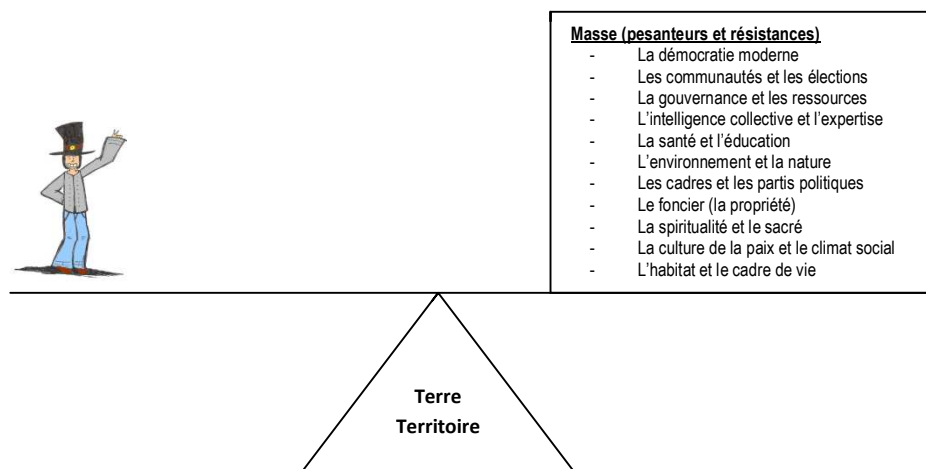 Masse (pesanteurs et résistances)
- La démocratie moderne
- Les communautés et les élections
- La gouvernance et les ressources
- L'intelligence collective et l'expertise
- La santé et l'éducation
- L'environnement et la nature
- Les cadres et les partis politiques
- Le foncier (la propriété)
- La spiritualité et le sacré
- La culture de la paix et le climat social
- L'habitat et le cadre de vie
Terre
Territoire